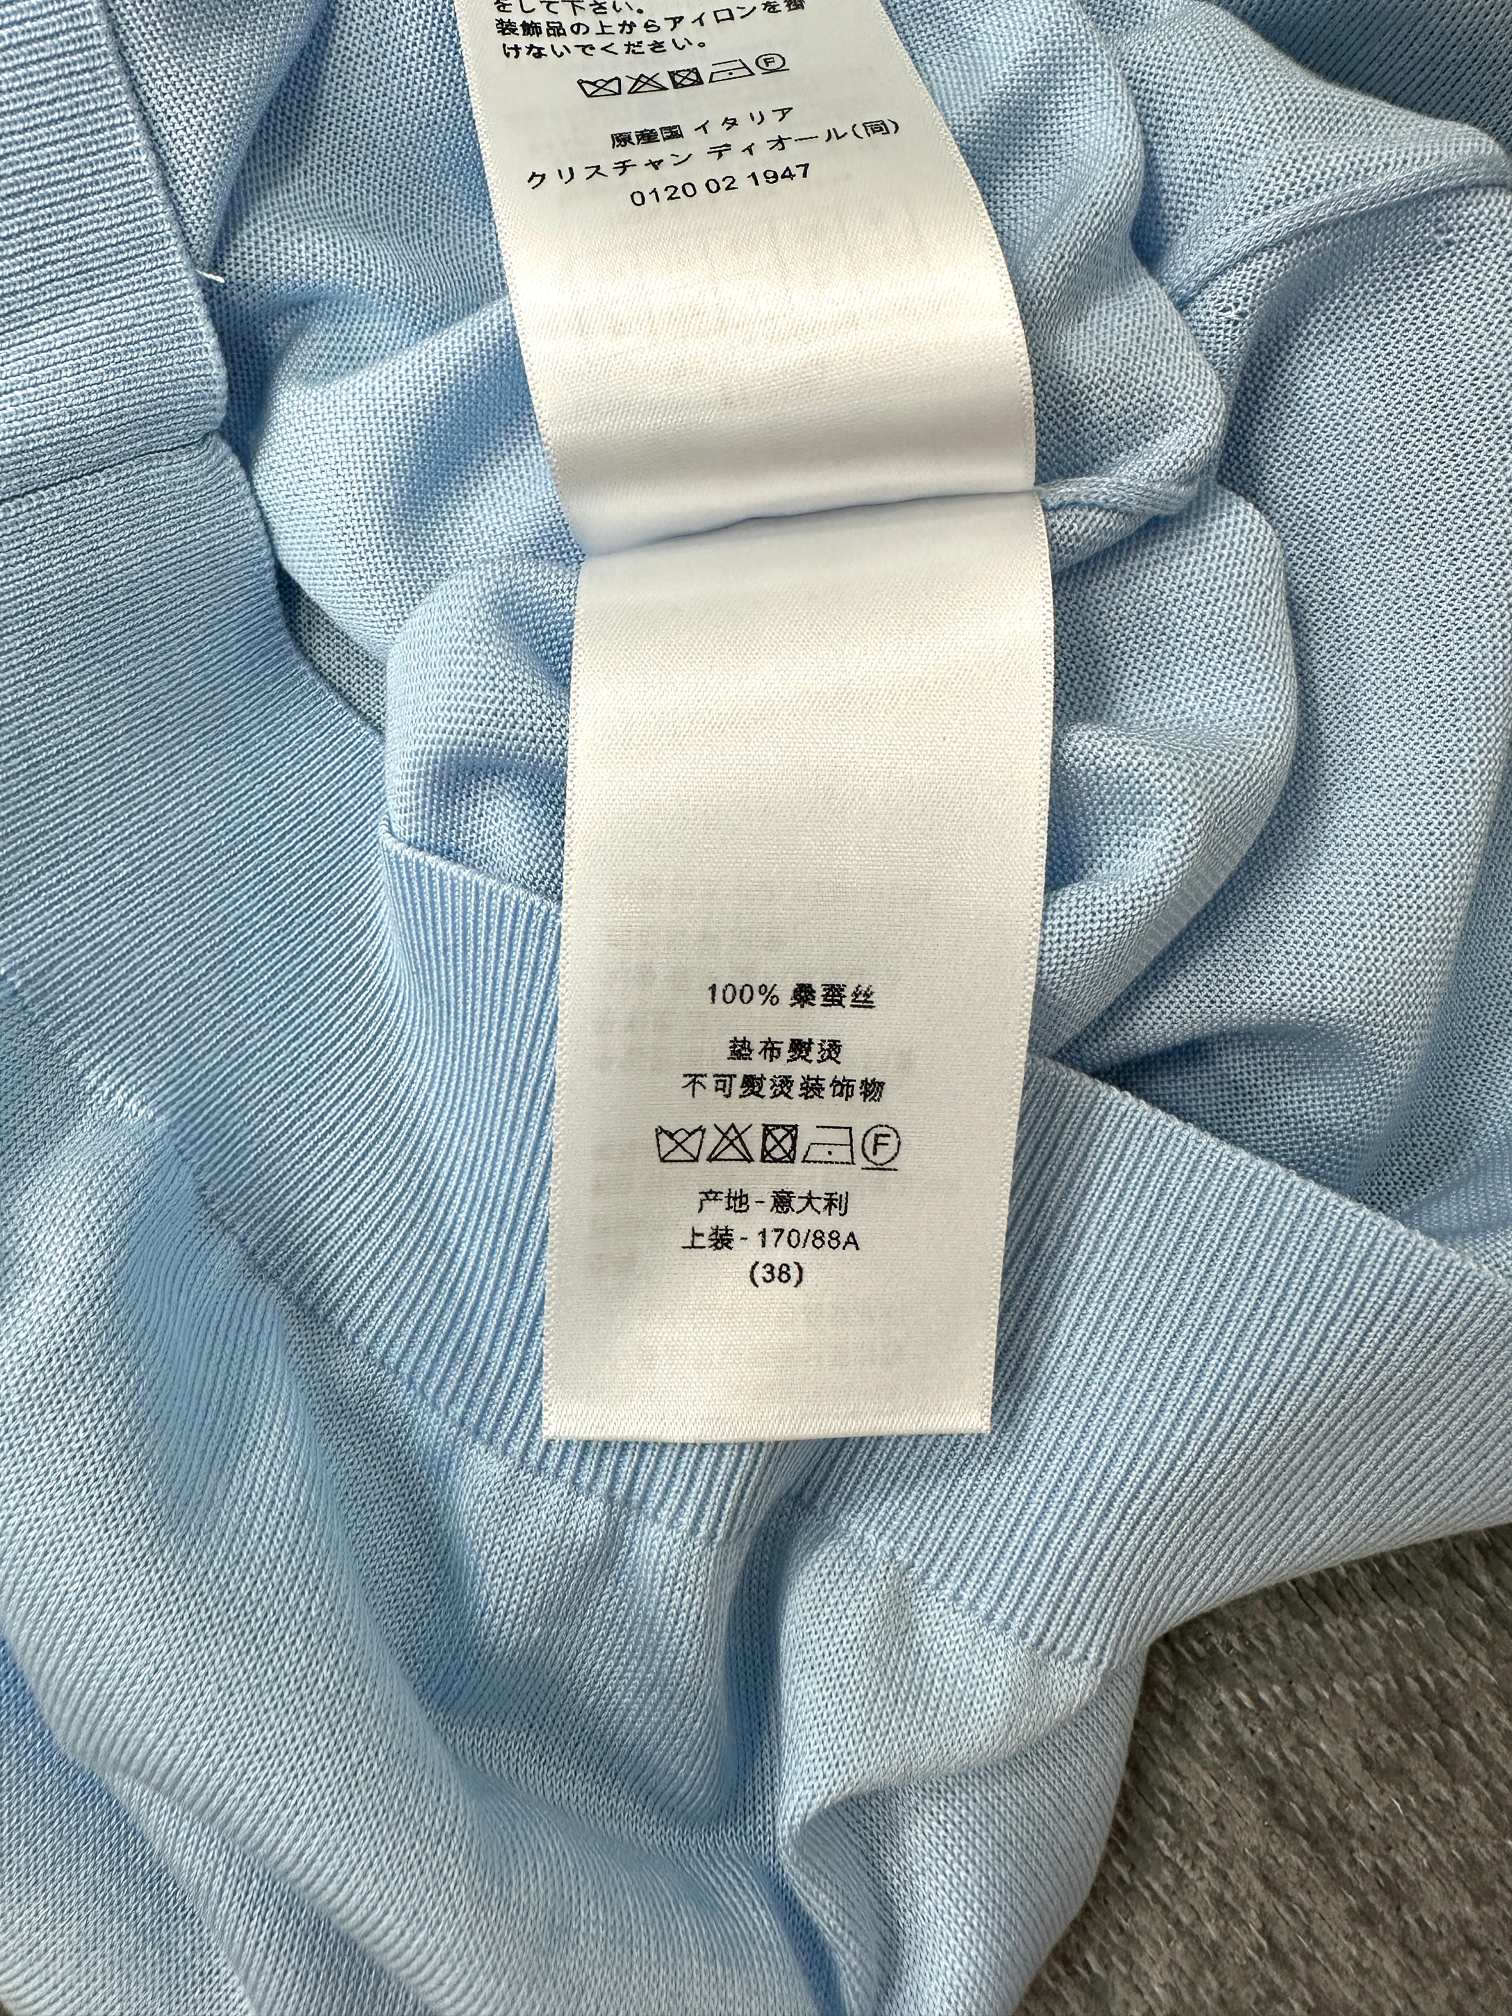 をして下さい。
装飾品の上からアイロンを掛
けないでください。
原産国 イタリア
クリスチャン ディオール(同)
0120 02 1947
100% 桑蚕丝
垫布熨烫
不可熨烫装饰物
F
产地-意大利
上装-170/88A
(38)